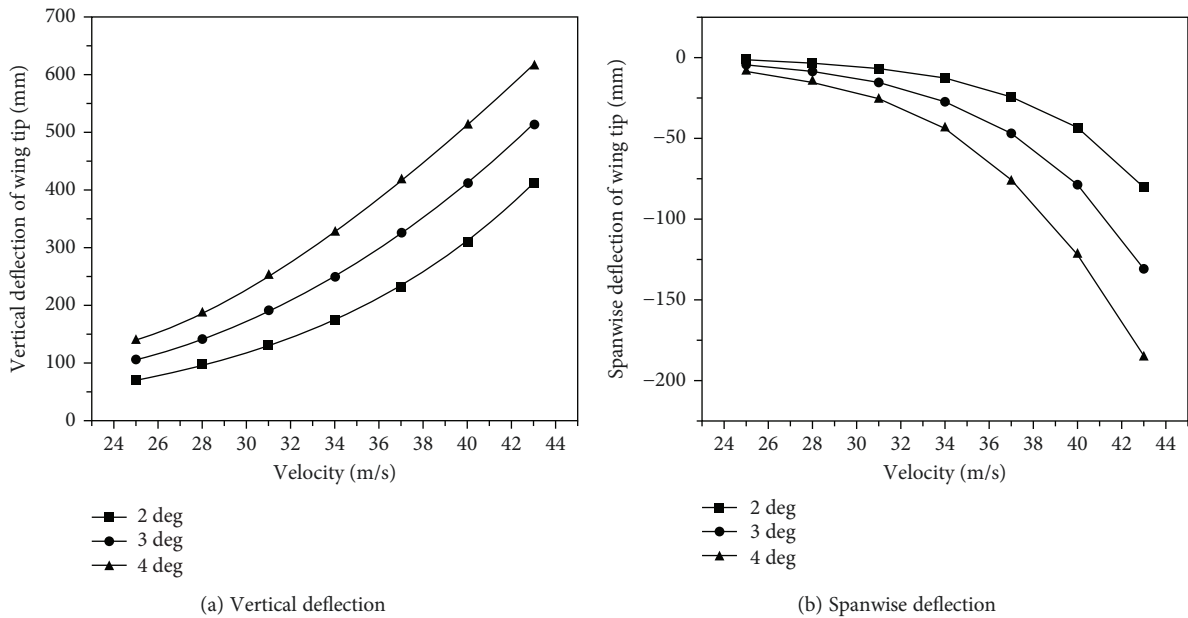 Vertical deflection of wing tip (mm)
700
600
500
400
300
200
100
0
24 26 28 30 32 34 36 38 40 42 44
Velocity (m/s)
2 deg
3 deg
4 deg
(a) Vertical deflection
Spanwise deflection of wing tip (mm)
0
−50
−100
−150
−200
24 26 28 30 32 34 36 38 40 42 44
Velocity (m/s)
2 deg
3 deg
4 deg
(b) Spanwise deflection